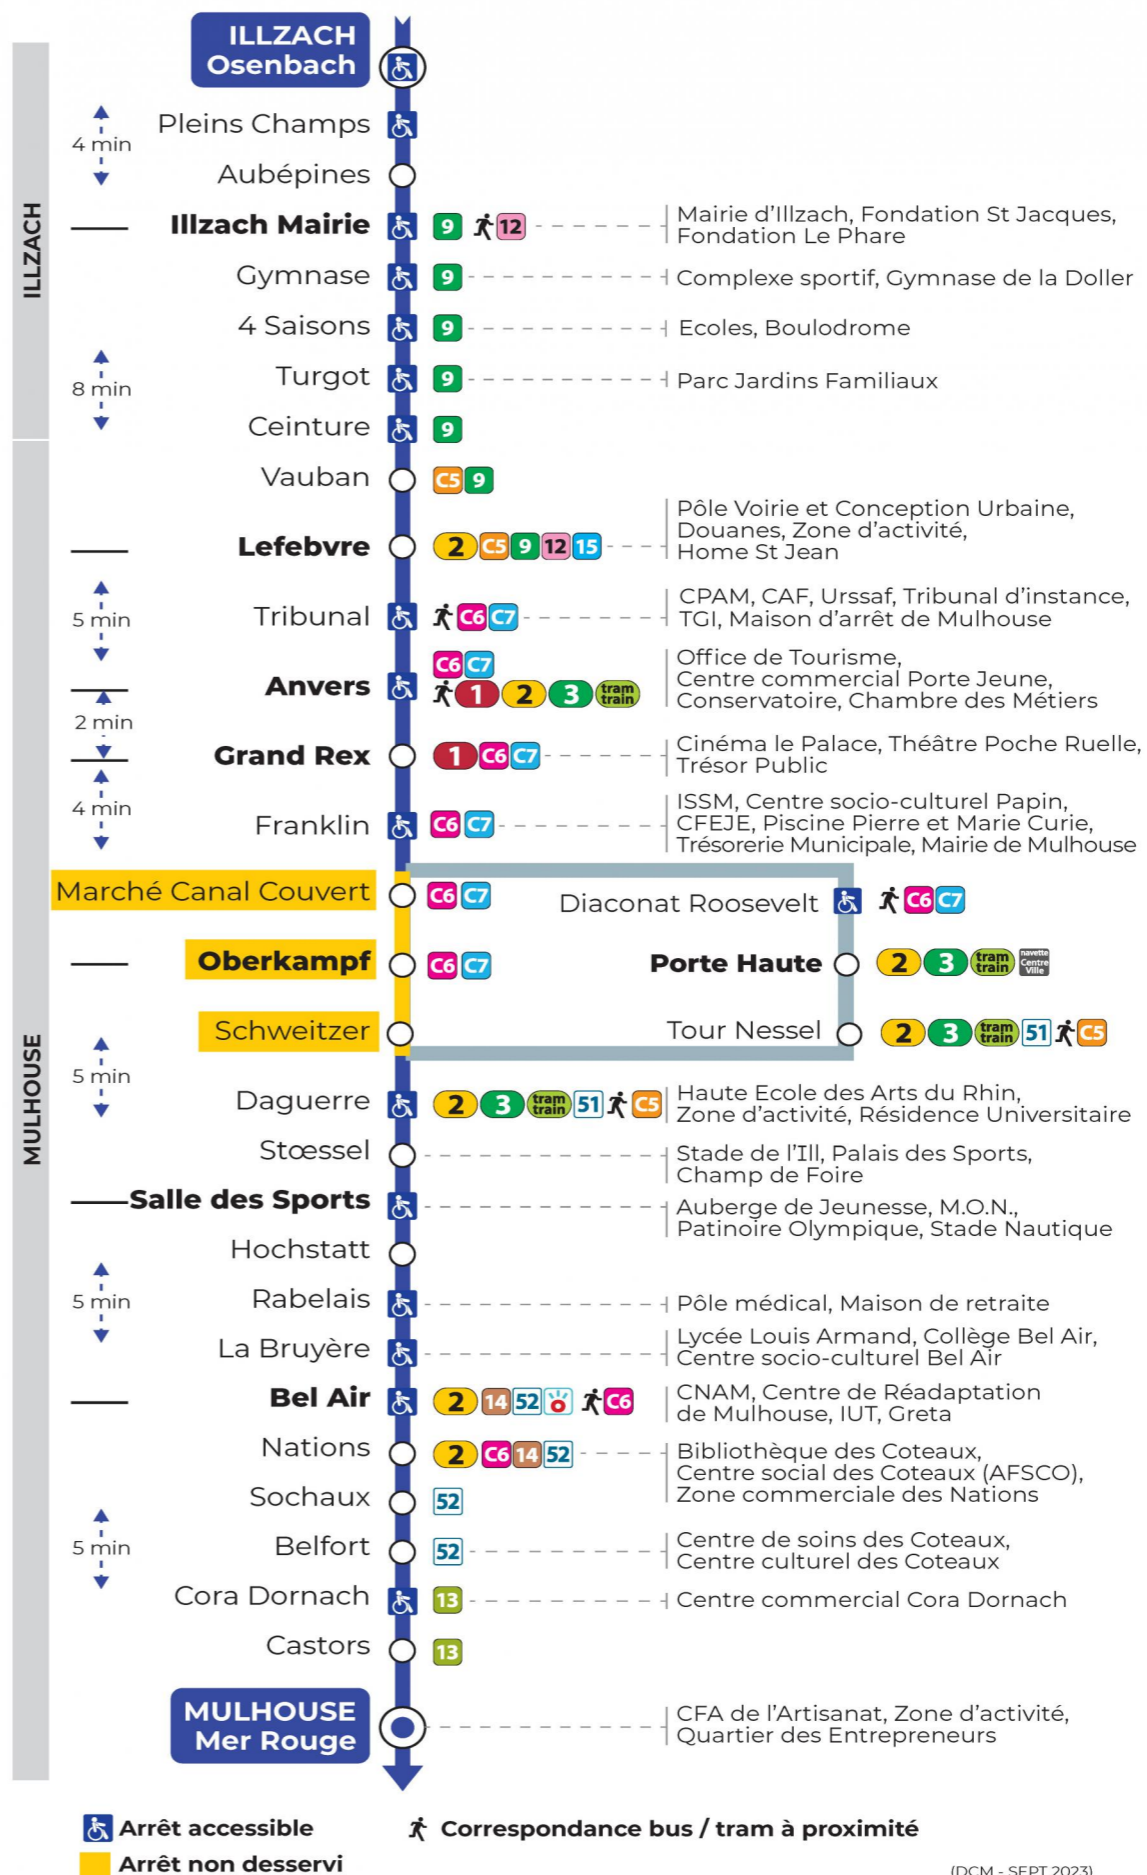 ILLZACH
Osenbach
ILLZACH
Pleins Champs
4 min
Aubépines
Illzach Mairie 9 12 Mairie d'Illzach, Fondation St Jacques,
Fondation Le Phare
Gymnase 9 Complexe sportif, Gymnase de la Doller
4 Saisons 9 Ecoles, Boulodrome
Turgot 9 Parc Jardins Familiaux
8 min
Ceinture 9
MULHOUSE
Vauban C5 9
Lefebvre 2 C5 9 12 15 Pôle Voirie et Conception Urbaine,
Douanes, Zone d'activité,
Home St Jean
5 min
Tribunal C6 C7 CPAM, CAF, Urssaf, Tribunal d'instance,
TGI, Maison d'arrêt de Mulhouse
Anvers C6 C7
1 2 3 tram train
Office de Tourisme,
Centre commercial Porte Jeune,
Conservatoire, Chambre des Métiers
2 min
Grand Rex 1 C6 C7 Cinéma le Palace, Théâtre Poche Ruelle,
Trésor Public
4 min
Franklin C6 C7 ISSM, Centre socio-culturel Papin,
CFEJE, Piscine Pierre et Marie Curie,
Trésorerie Municipale, Mairie de Mulhouse
Marché Canal Couvert C6 C7
Diaconat Roosevelt C6 C7
Oberkampf C6 C7
Porte Haute 2 3 tram train navette Centre Ville
Schweitzer
Tour Nessel 2 3 tram train 51 C5
5 min
Daguerre 2 3 tram train 51 C5 Haute Ecole des Arts du Rhin,
Zone d'activité, Résidence Universitaire
Stœssel Stade de l'Ill, Palais des Sports,
Champ de Foire
Salle des Sports Auberge de Jeunesse, M.O.N.,
Patinoire Olympique, Stade Nautique
Hochstatt
5 min
Rabelais Pôle médical, Maison de retraite
La Bruyère Lycée Louis Armand, Collège Bel Air,
Centre socio-culturel Bel Air
Bel Air 2 14 52 C6 CNAM, Centre de Réadaptation
de Mulhouse, IUT, Greta
Nations 2 C6 14 52 Bibliothèque des Coteaux,
Centre social des Coteaux (AFSCO),
Zone commerciale des Nations
Sochaux 52
5 min
Belfort 52 Centre de soins des Coteaux,
Centre culturel des Coteaux
Cora Dornach 13 Centre commercial Cora Dornach
Castors 13
MULHOUSE
Mer Rouge
CFA de l'Artisanat, Zone d'activité,
Quartier des Entrepreneurs
Arrêt accessible
Correspondance bus / tram à proximité
Arrêt non desservi
(DCM - SEPT 2023)